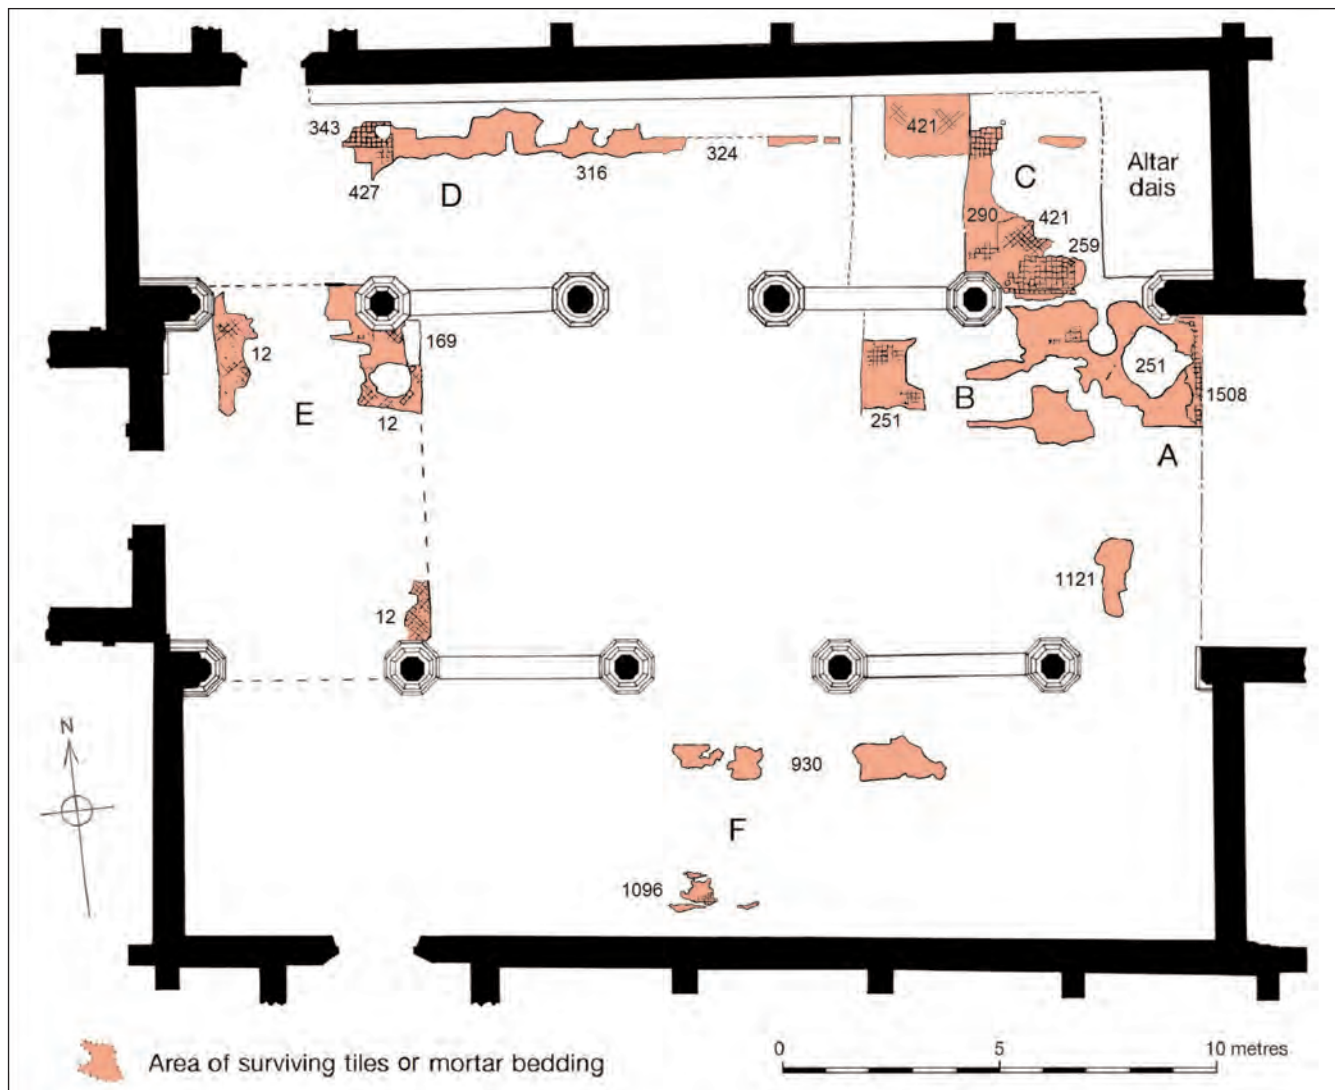 343
421
324
316
427
D
C
Altar
dais
290
421
259
12
169
E
12
251
B
251
1508
A
1121
12
N
930
F
1096
Area of surviving tiles or mortar bedding
0 5 10 metres